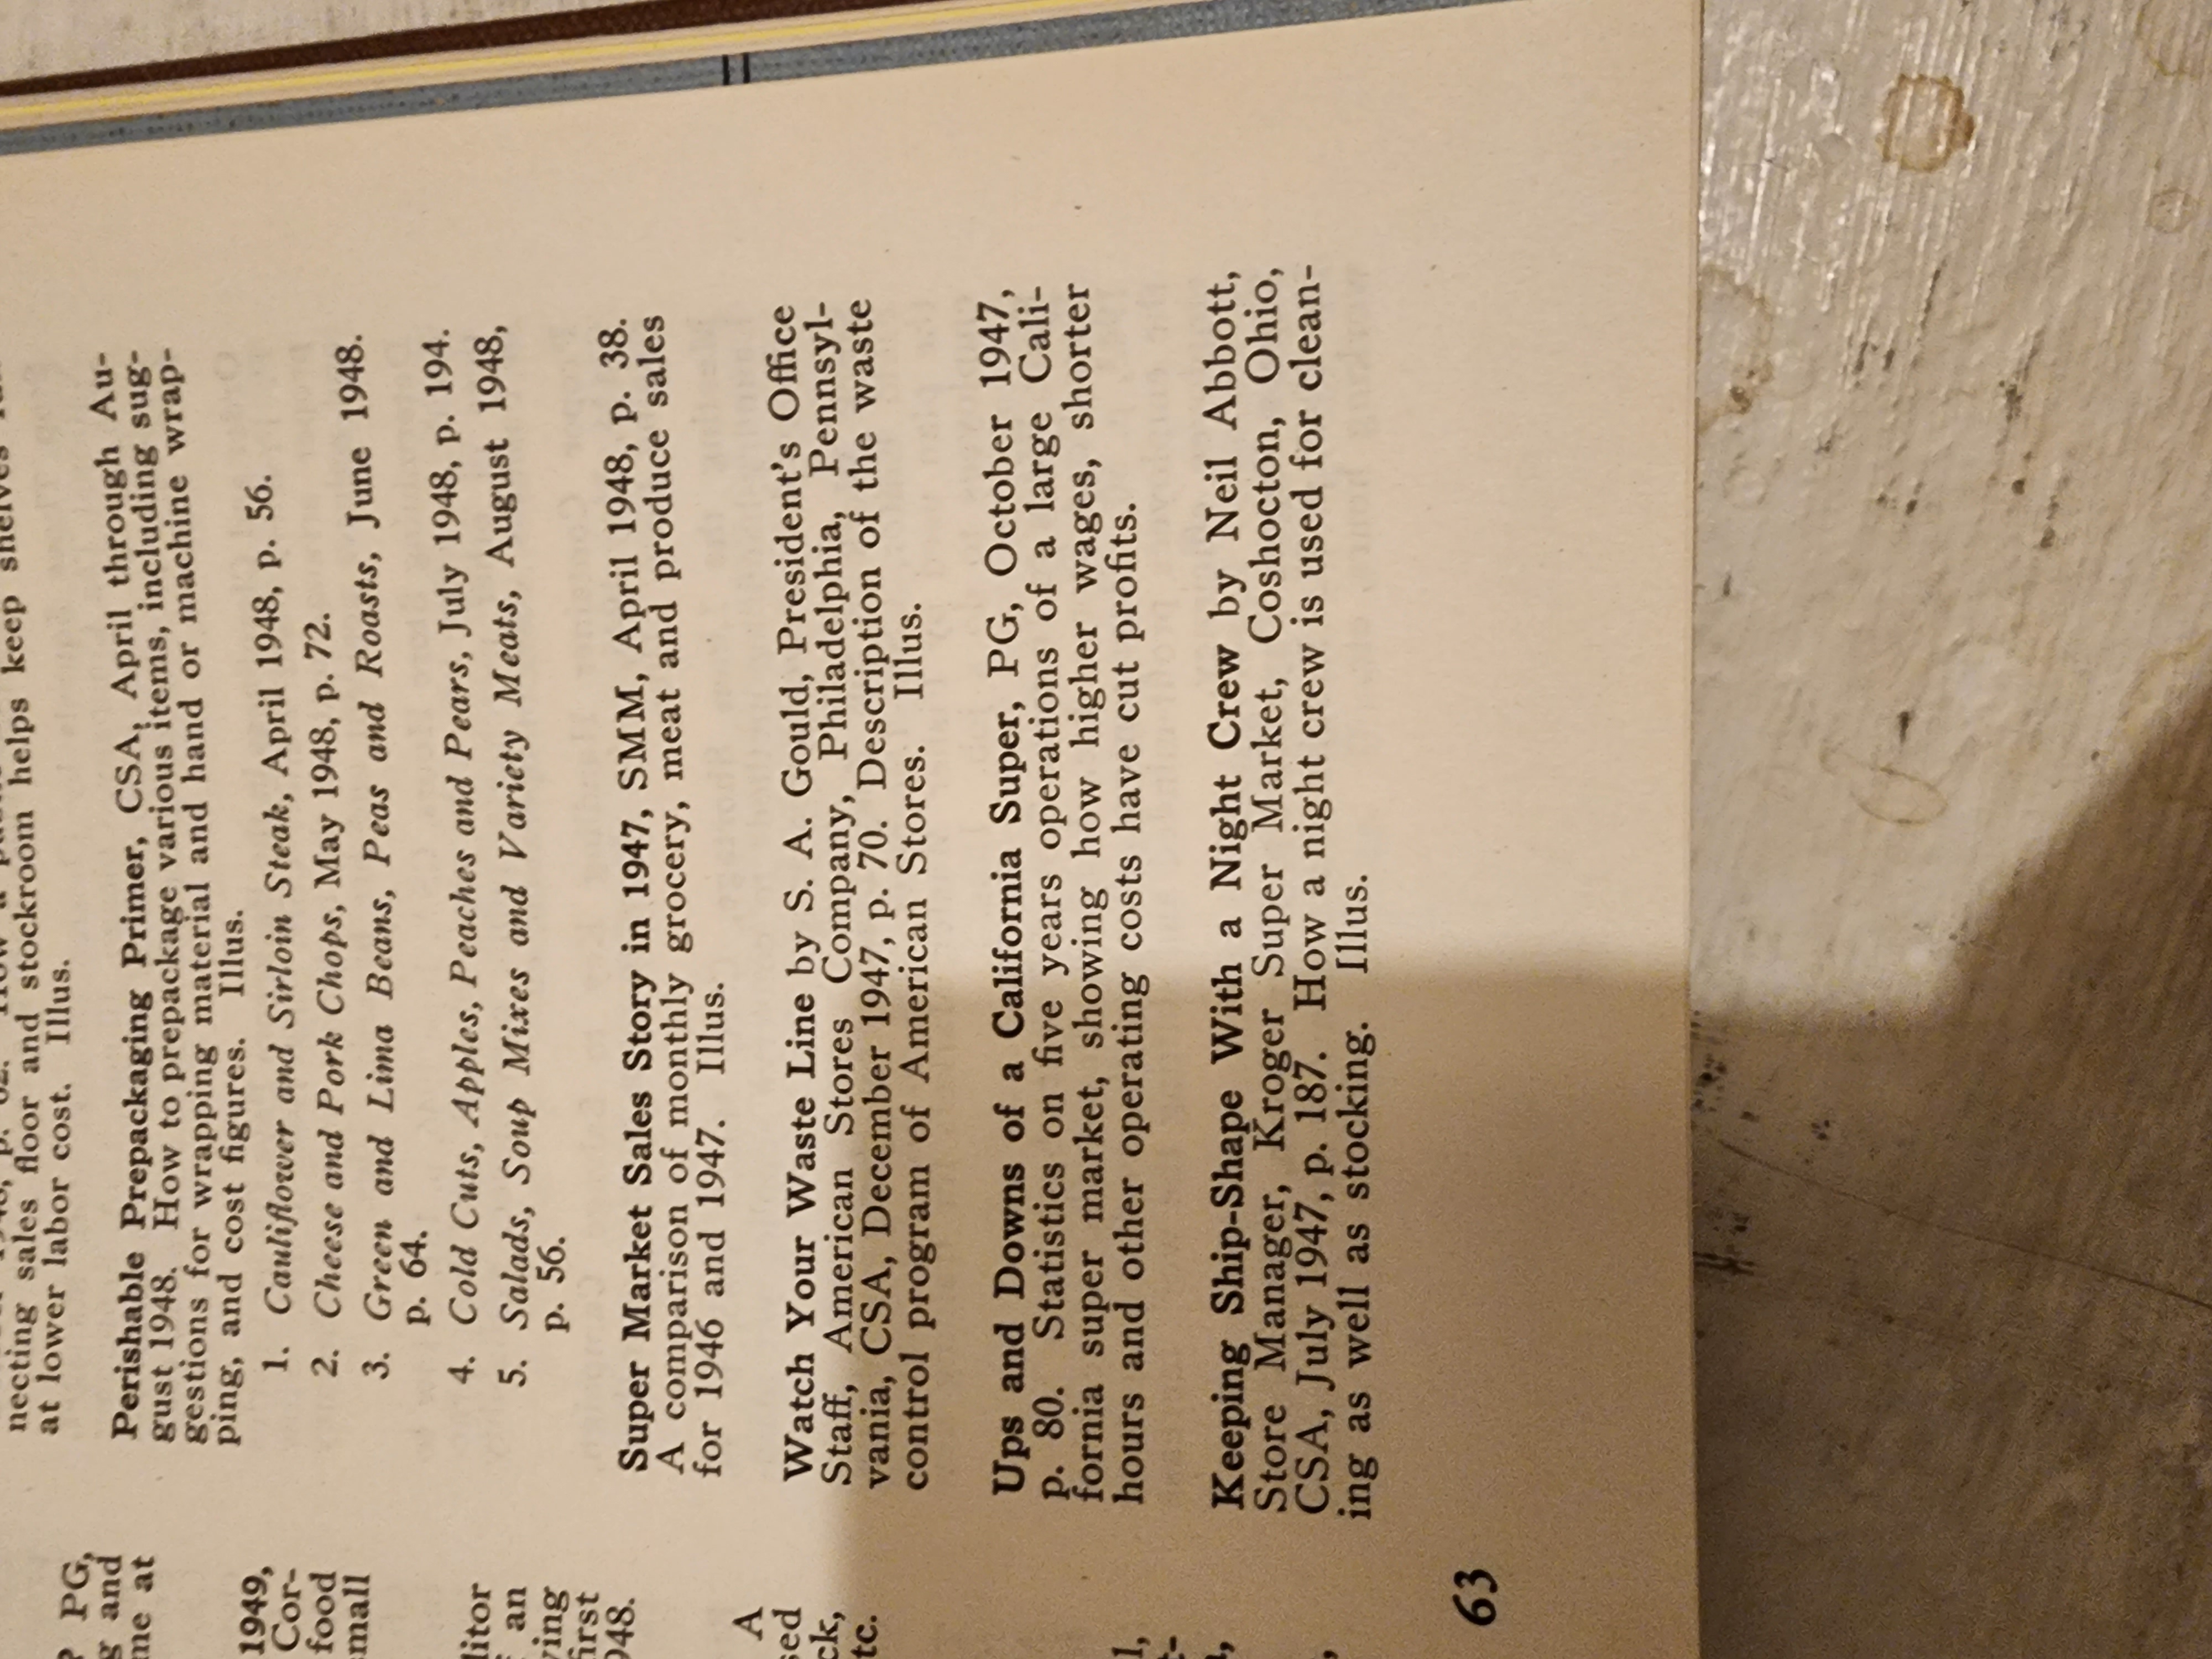 necting sales floor and stockroom helps keep shelves
at lower labor cost. Illus.
Perishable Prepackaging Primer, CSA, April through Au-
gust 1948. How to prepackage various items, including sug-
gestions for wrapping material and hand or machine wrap-
ping, and cost figures. Illus.
1. Cauliflower and Sirloin Steak, April 1948, p. 56.
2. Cheese and Pork Chops, May 1948, p. 72.
3. Green and Lima Beans, Peas and Roasts, June 1948.
p. 64.
4. Cold Cuts, Apples, Peaches and Pears, July 1948, p. 194.
5. Salads, Soup Mixes and Variety Meats, August 1948,
p. 56.
Super Market Sales Story in 1947, SMM, April 1948, p. 38.
A comparison of monthly grocery, meat and produce sales
for 1946 and 1947. Illus.
Watch Your Waste Line by S. A. Gould, President's Office
Staff, American Stores Company, Philadelphia, Pennsyl-
vania, CSA, December 1947, p. 70. Description of the waste
control program of American Stores. Illus.
Ups and Downs of a California Super, PG, October 1947,
p. 80. Statistics on five years operations of a large Cali-
fornia super market, showing how higher wages, shorter
hours and other operating costs have cut profits.
Keeping Ship-Shape With a Night Crew by Neil Abbott,
Store Manager, Kroger Super Market, Coshocton, Ohio,
CSA, July 1947, p. 187. How a night crew is used for clean-
ing as well as stocking. Illus.
PG,
and
at
1949,
Cor-
food
small
an
first
A
63